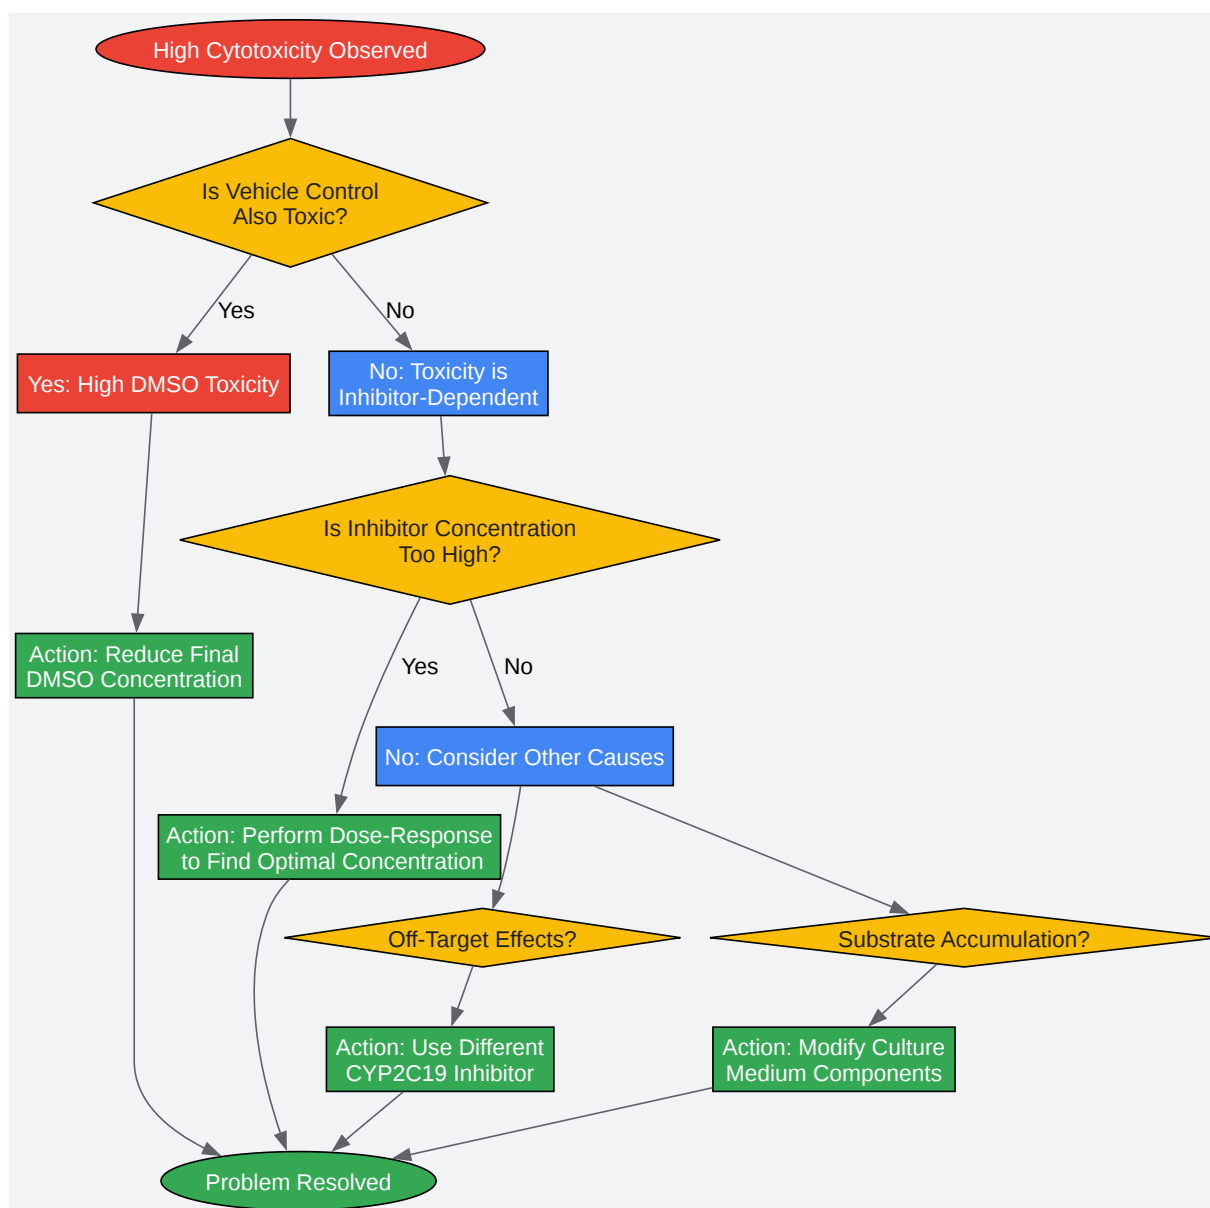 High Cytotoxicity Observed
Is Vehicle Control
Also Toxic?
Yes
No
Yes: High DMSO Toxicity
No: Toxicity is
Inhibitor-Dependent
Is Inhibitor Concentration
Too High?
Action: Reduce Final
DMSO Concentration
Yes
No
No: Consider Other Causes
Action: Perform Dose-Response
to Find Optimal Concentration
Off-Target Effects?
Substrate Accumulation?
Action: Use Different
CYP2C19 Inhibitor
Action: Modify Culture
Medium Components
Problem Resolved